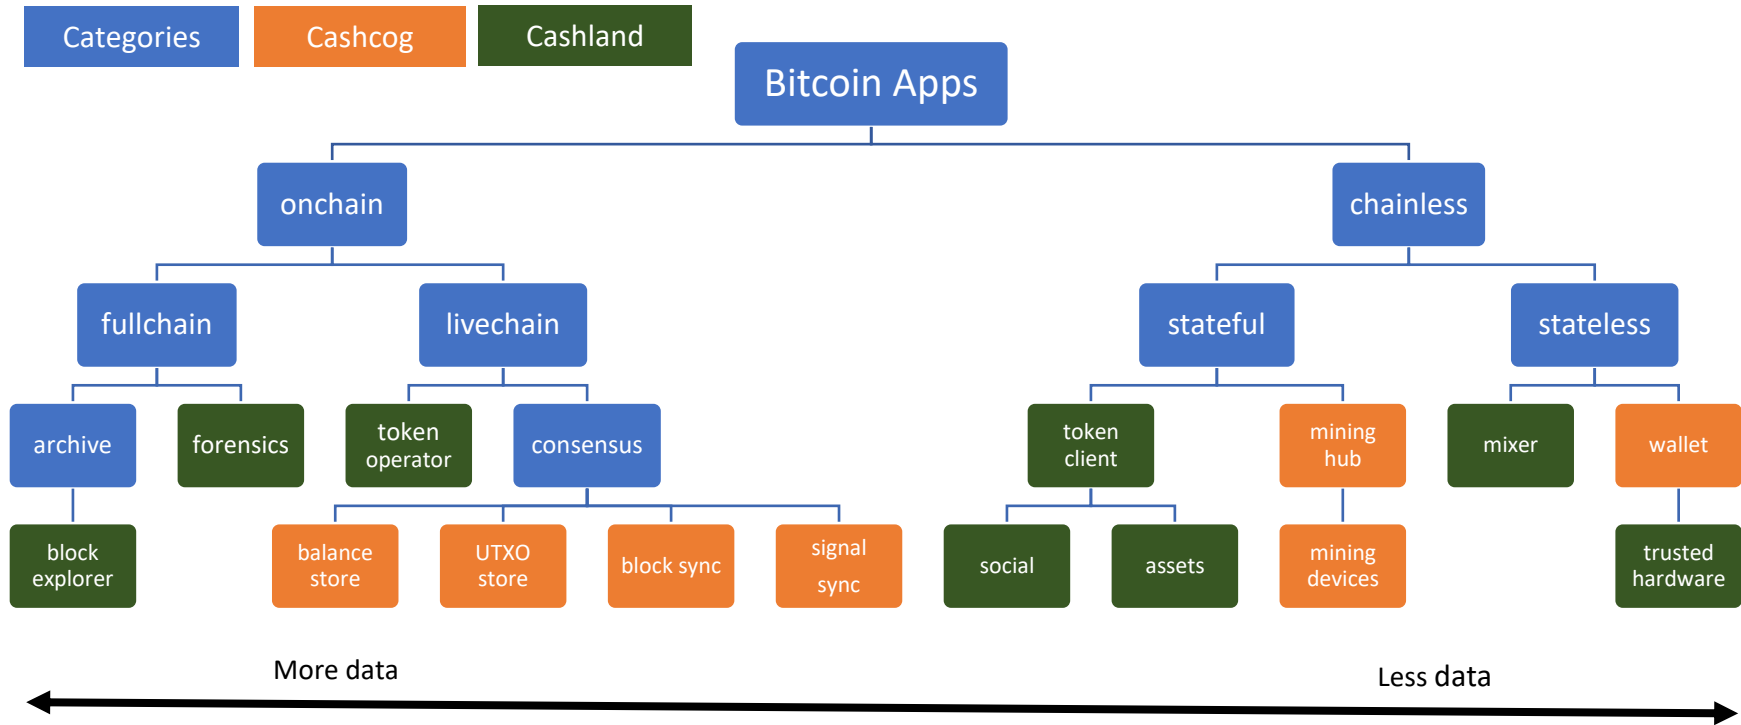 Categories
Cashcog
Cashland
Bitcoin Apps
onchain
chainless
fullchain
livechain
stateful
stateless
archive
forensics
token
operator
consensus
token
client
mining
hub
mixer
wallet
block
explorer
balance
store
UTXO
store
block sync
signal
sync
social
assets
mining
devices
trusted
hardware
More data
Less data